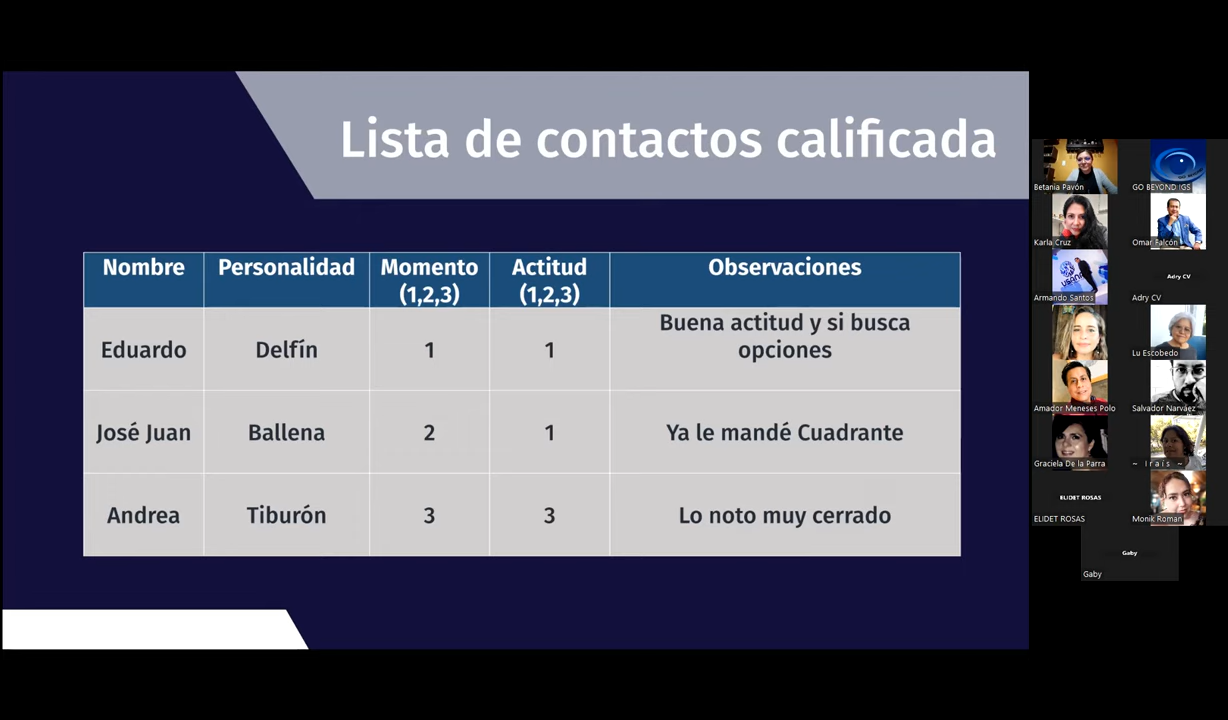 Lista de contactos calificada
Nombre
Personalidad
Momento
(1,2,3)
Actitud
(1,2,3)
Observaciones
Eduardo
Delfín
1
1
Buena actitud y si busca
opciones
José Juan
Ballena
2
1
Ya le mandé Cuadrante
Andrea
Tiburón
3
3
Lo noto muy cerrado
Betania Pavón
GO BEYOND IGS
Karla Cruz
Omar Falcón
USANA
Armando Santos
Adry CV
Adry CV
Lu Escobedo
Amador Meneses Polo
Salvador Narváez
Graciela De la Parra
~ I r a í s ~
ELIDET ROSAS
ELIDET ROSAS
Monik Roman
Gaby
Gaby